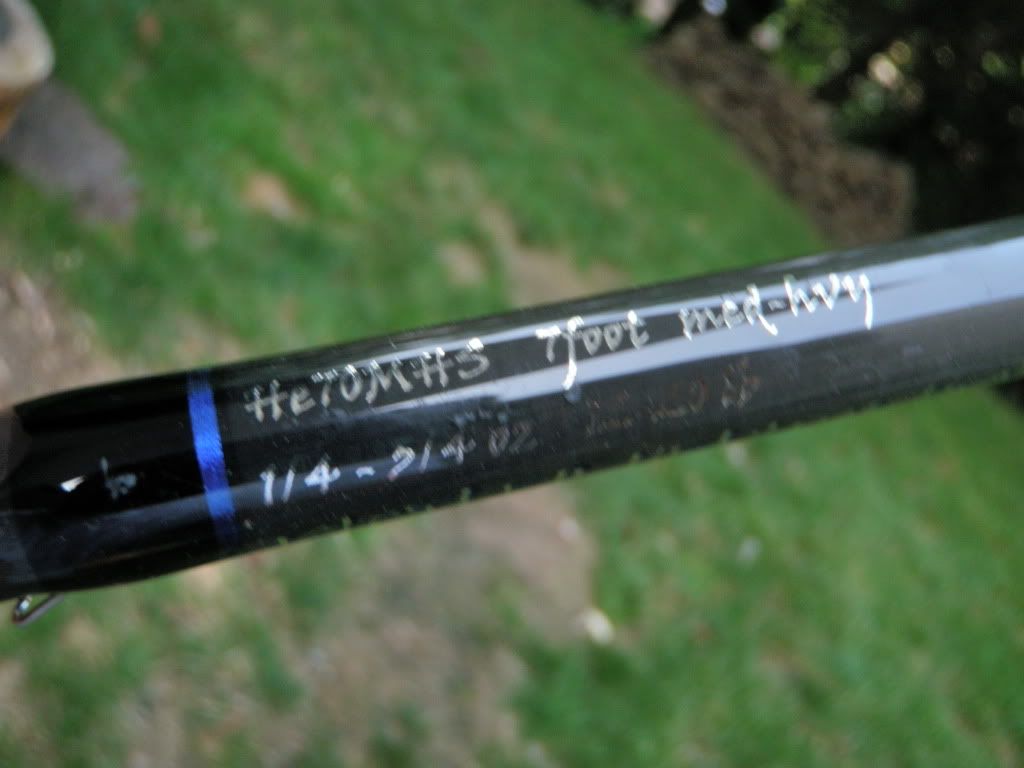 He70MHS 7foot med-hvy
1/4 - 3/4 oz